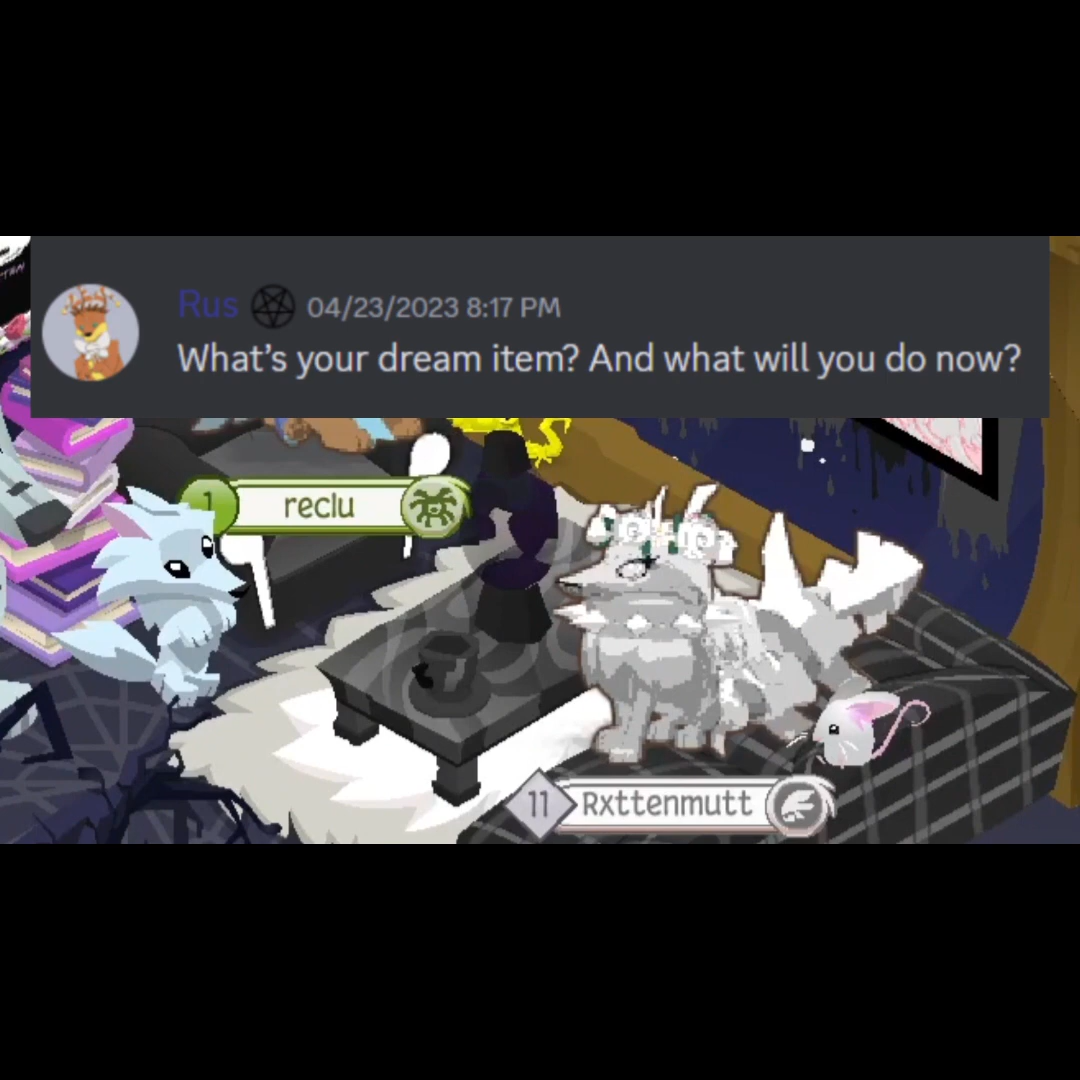 Rus 04/23/2023 8:17 PM
What's your dream item? And what will you do now?
1 reclu
11 Rxttenmutt